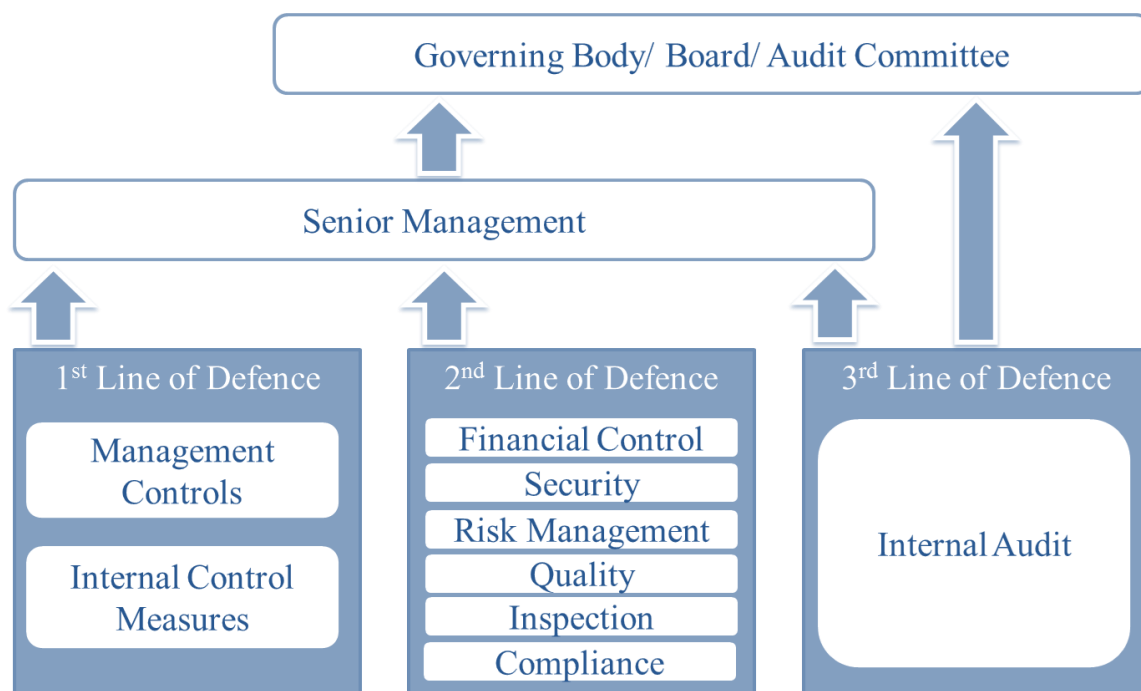 Governing Body/ Board/ Audit Committee
Senior Management
1st Line of Defence
Management
Controls
Internal Control
Measures
2nd Line of Defence
Financial Control
Security
Risk Management
Quality
Inspection
Compliance
3rd Line of Defence
Internal Audit